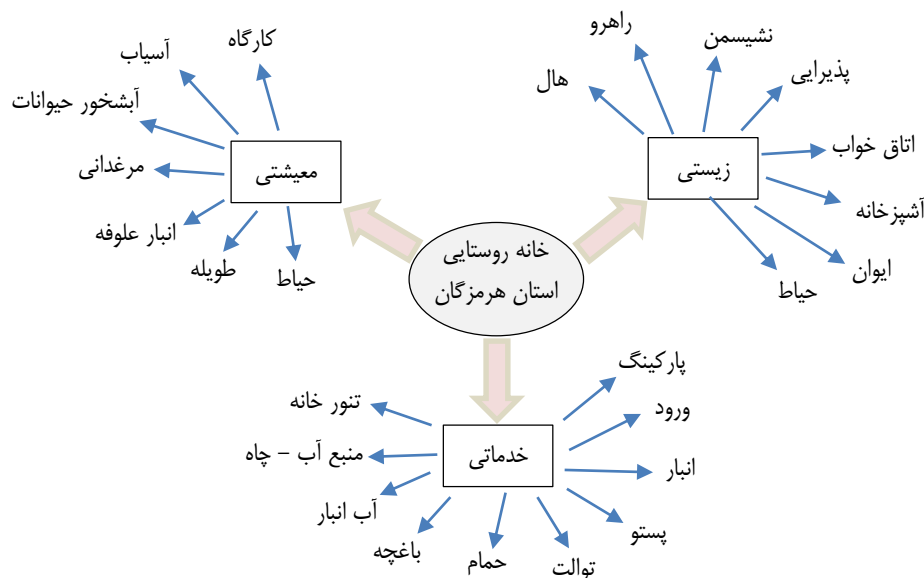 خانه روستایی
استان هرمزگان
زیستی
هال
راهرو
نشیسمن
پذیرایی
اتاق خواب
آشپزخانه
ایوان
حیاط
معیشتی
کارگاه
آسیاب
آبشخور حیوانات
مرغدانی
انبار علوفه
طویله
حیاط
خدماتی
پارکینگ
ورود
انبار
پستو
توالت
حمام
باغچه
آب انبار
منبع آب – چاه
تنور خانه